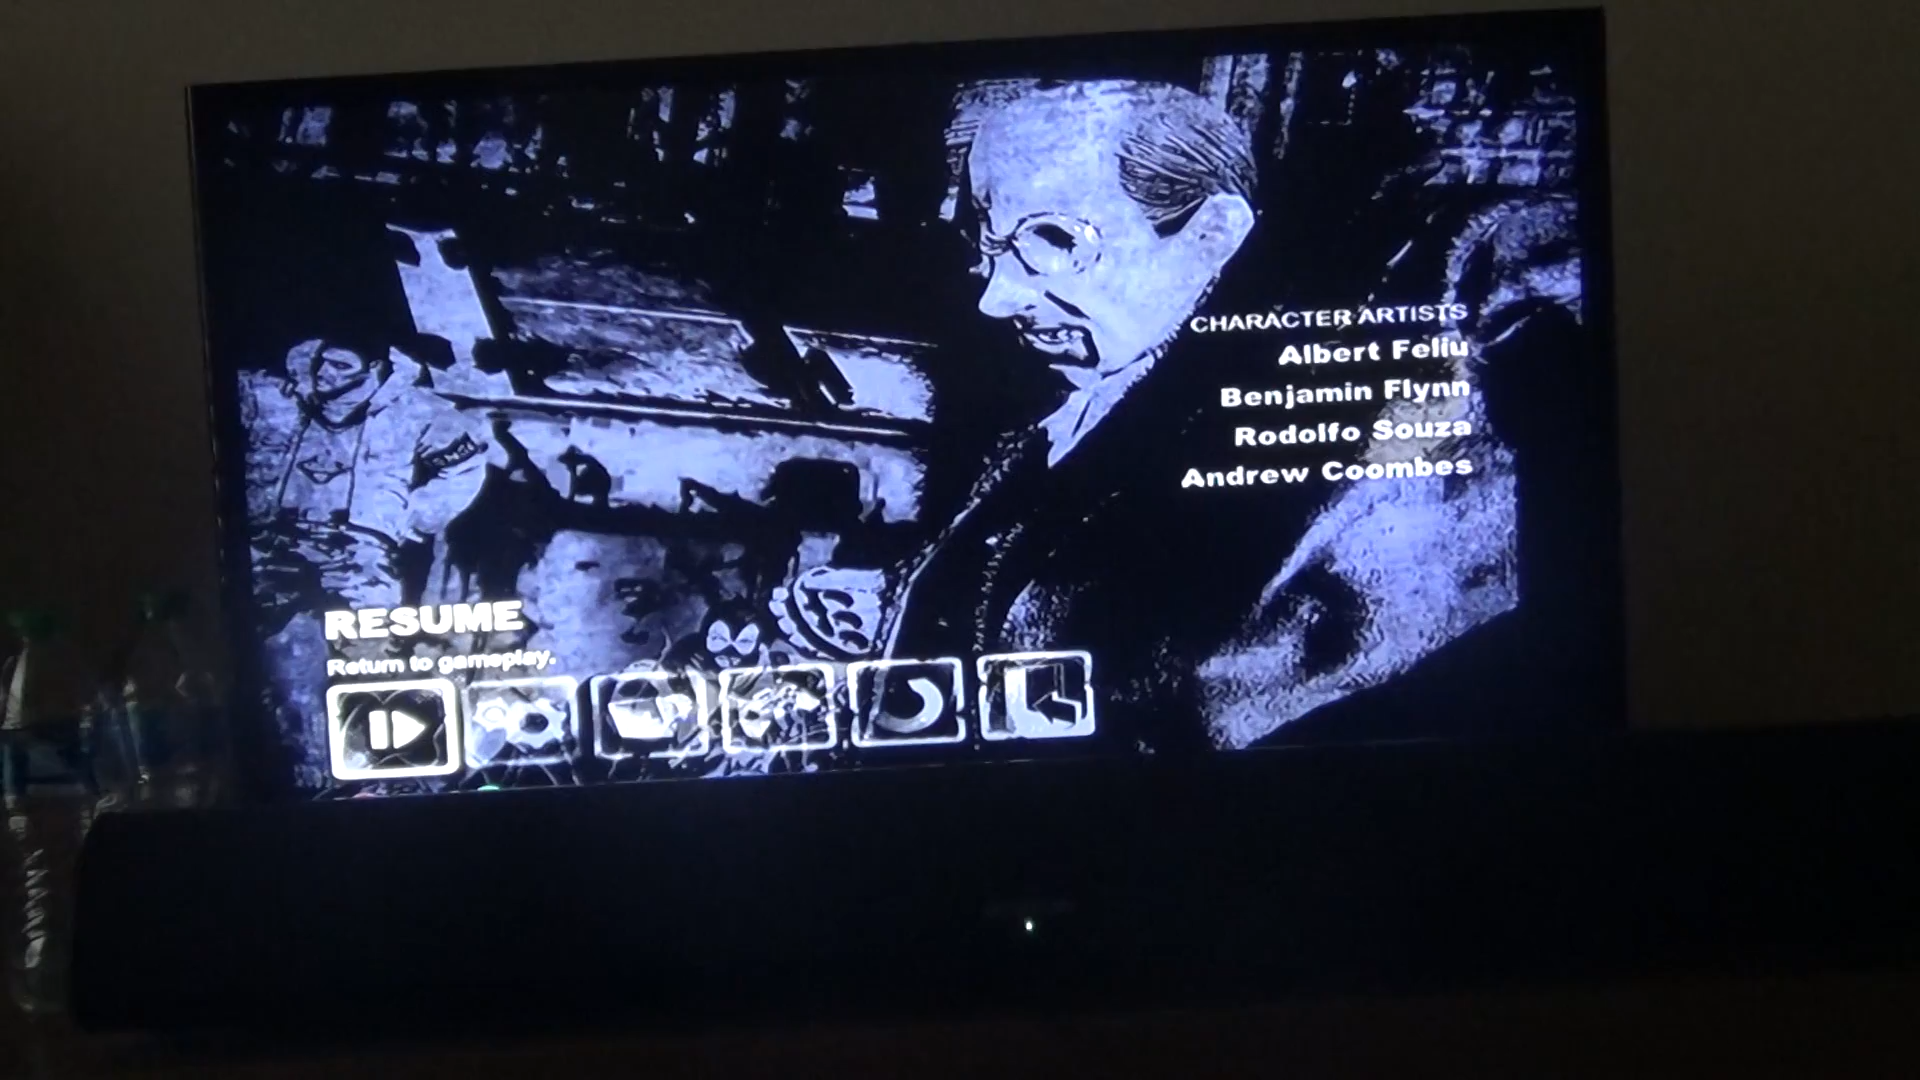 CHARACTER ARTISTS
Albert Feliu
Benjamin Flynn
Rodolfo Souza
Andrew Coombes
RESUME
Return to gameplay.